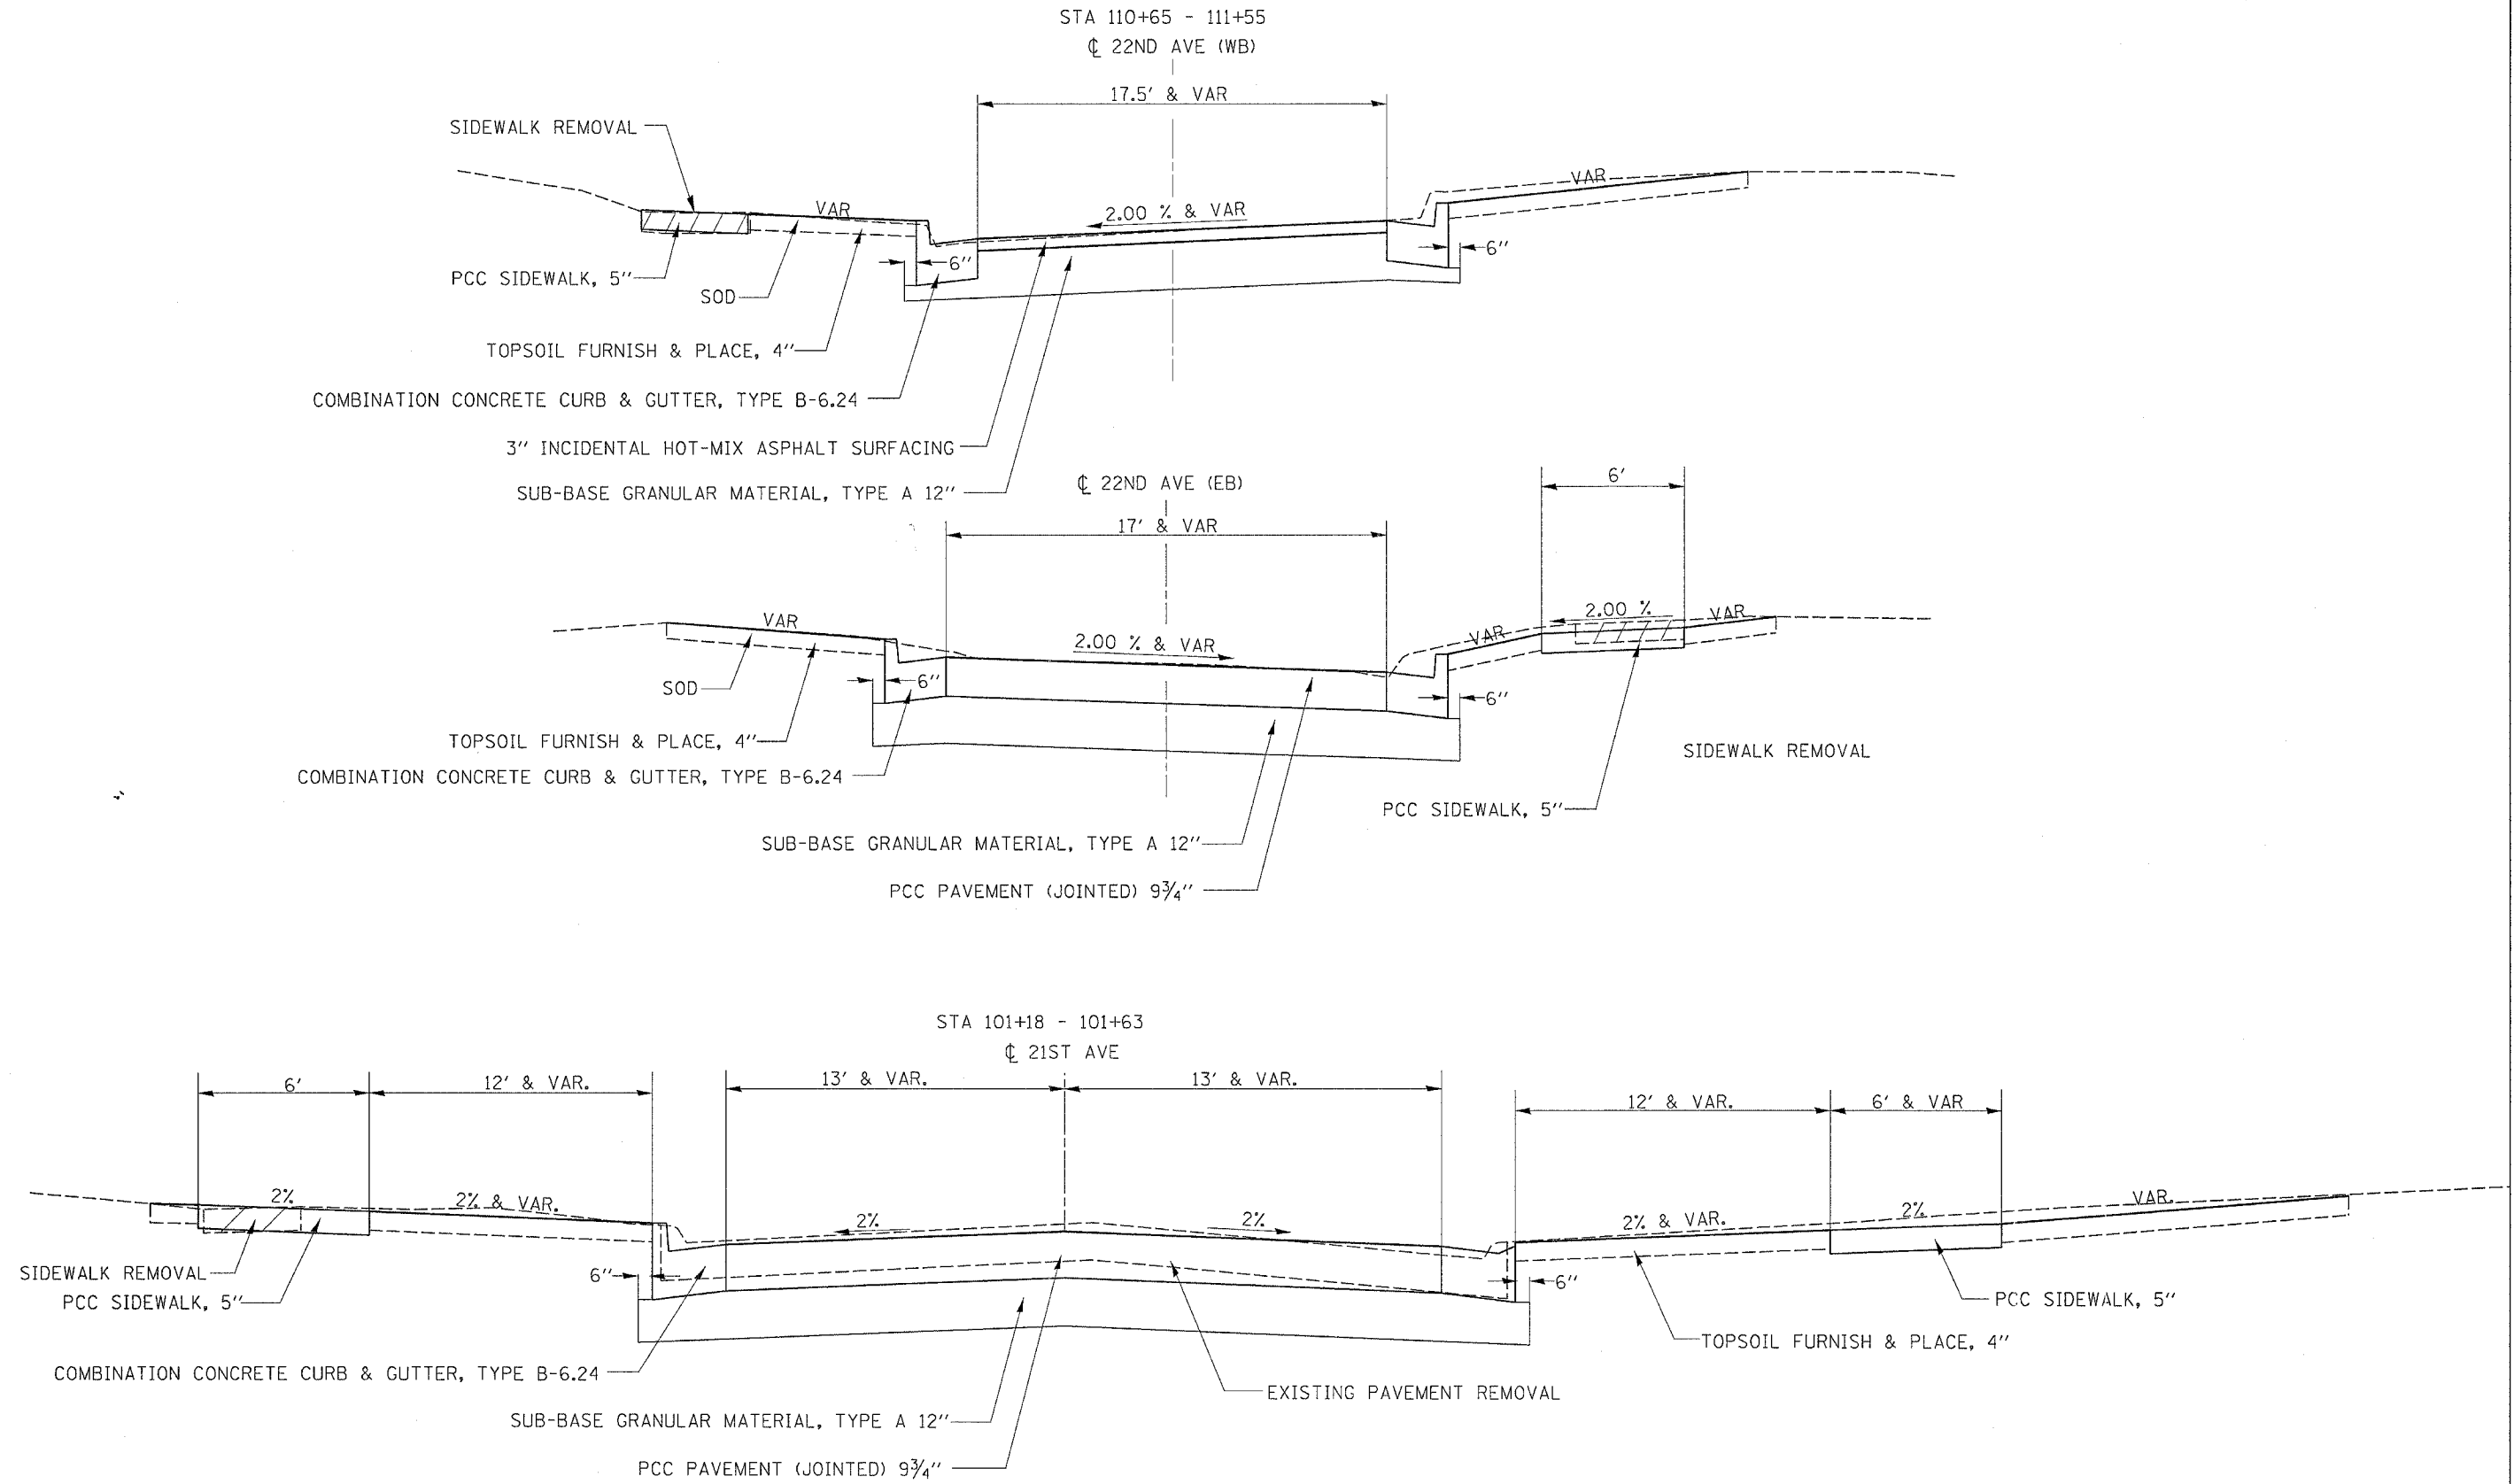 STA 110+65 - 111+55
℄ 22ND AVE (WB)
17.5' & VAR
SIDEWALK REMOVAL
VAR
2.00 % & VAR
VAR
6"
6"
PCC SIDEWALK, 5"
SOD
TOPSOIL FURNISH & PLACE, 4"
COMBINATION CONCRETE CURB & GUTTER, TYPE B-6.24
3" INCIDENTAL HOT-MIX ASPHALT SURFACING
SUB-BASE GRANULAR MATERIAL, TYPE A 12"
℄ 22ND AVE (EB)
6'
17' & VAR
VAR
2.00 % & VAR
VAR
2.00 %
VAR
6"
6"
SOD
TOPSOIL FURNISH & PLACE, 4"
SIDEWALK REMOVAL
COMBINATION CONCRETE CURB & GUTTER, TYPE B-6.24
PCC SIDEWALK, 5"
SUB-BASE GRANULAR MATERIAL, TYPE A 12"
PCC PAVEMENT (JOINTED) 9¾"
STA 101+18 - 101+63
℄ 21ST AVE
6'
12' & VAR.
13' & VAR.
13' & VAR.
12' & VAR.
6' & VAR
2%
2% & VAR.
2%
2%
2% & VAR.
2%
VAR.
SIDEWALK REMOVAL
6"
6"
PCC SIDEWALK, 5"
PCC SIDEWALK, 5"
TOPSOIL FURNISH & PLACE, 4"
COMBINATION CONCRETE CURB & GUTTER, TYPE B-6.24
EXISTING PAVEMENT REMOVAL
SUB-BASE GRANULAR MATERIAL, TYPE A 12"
PCC PAVEMENT (JOINTED) 9¾"